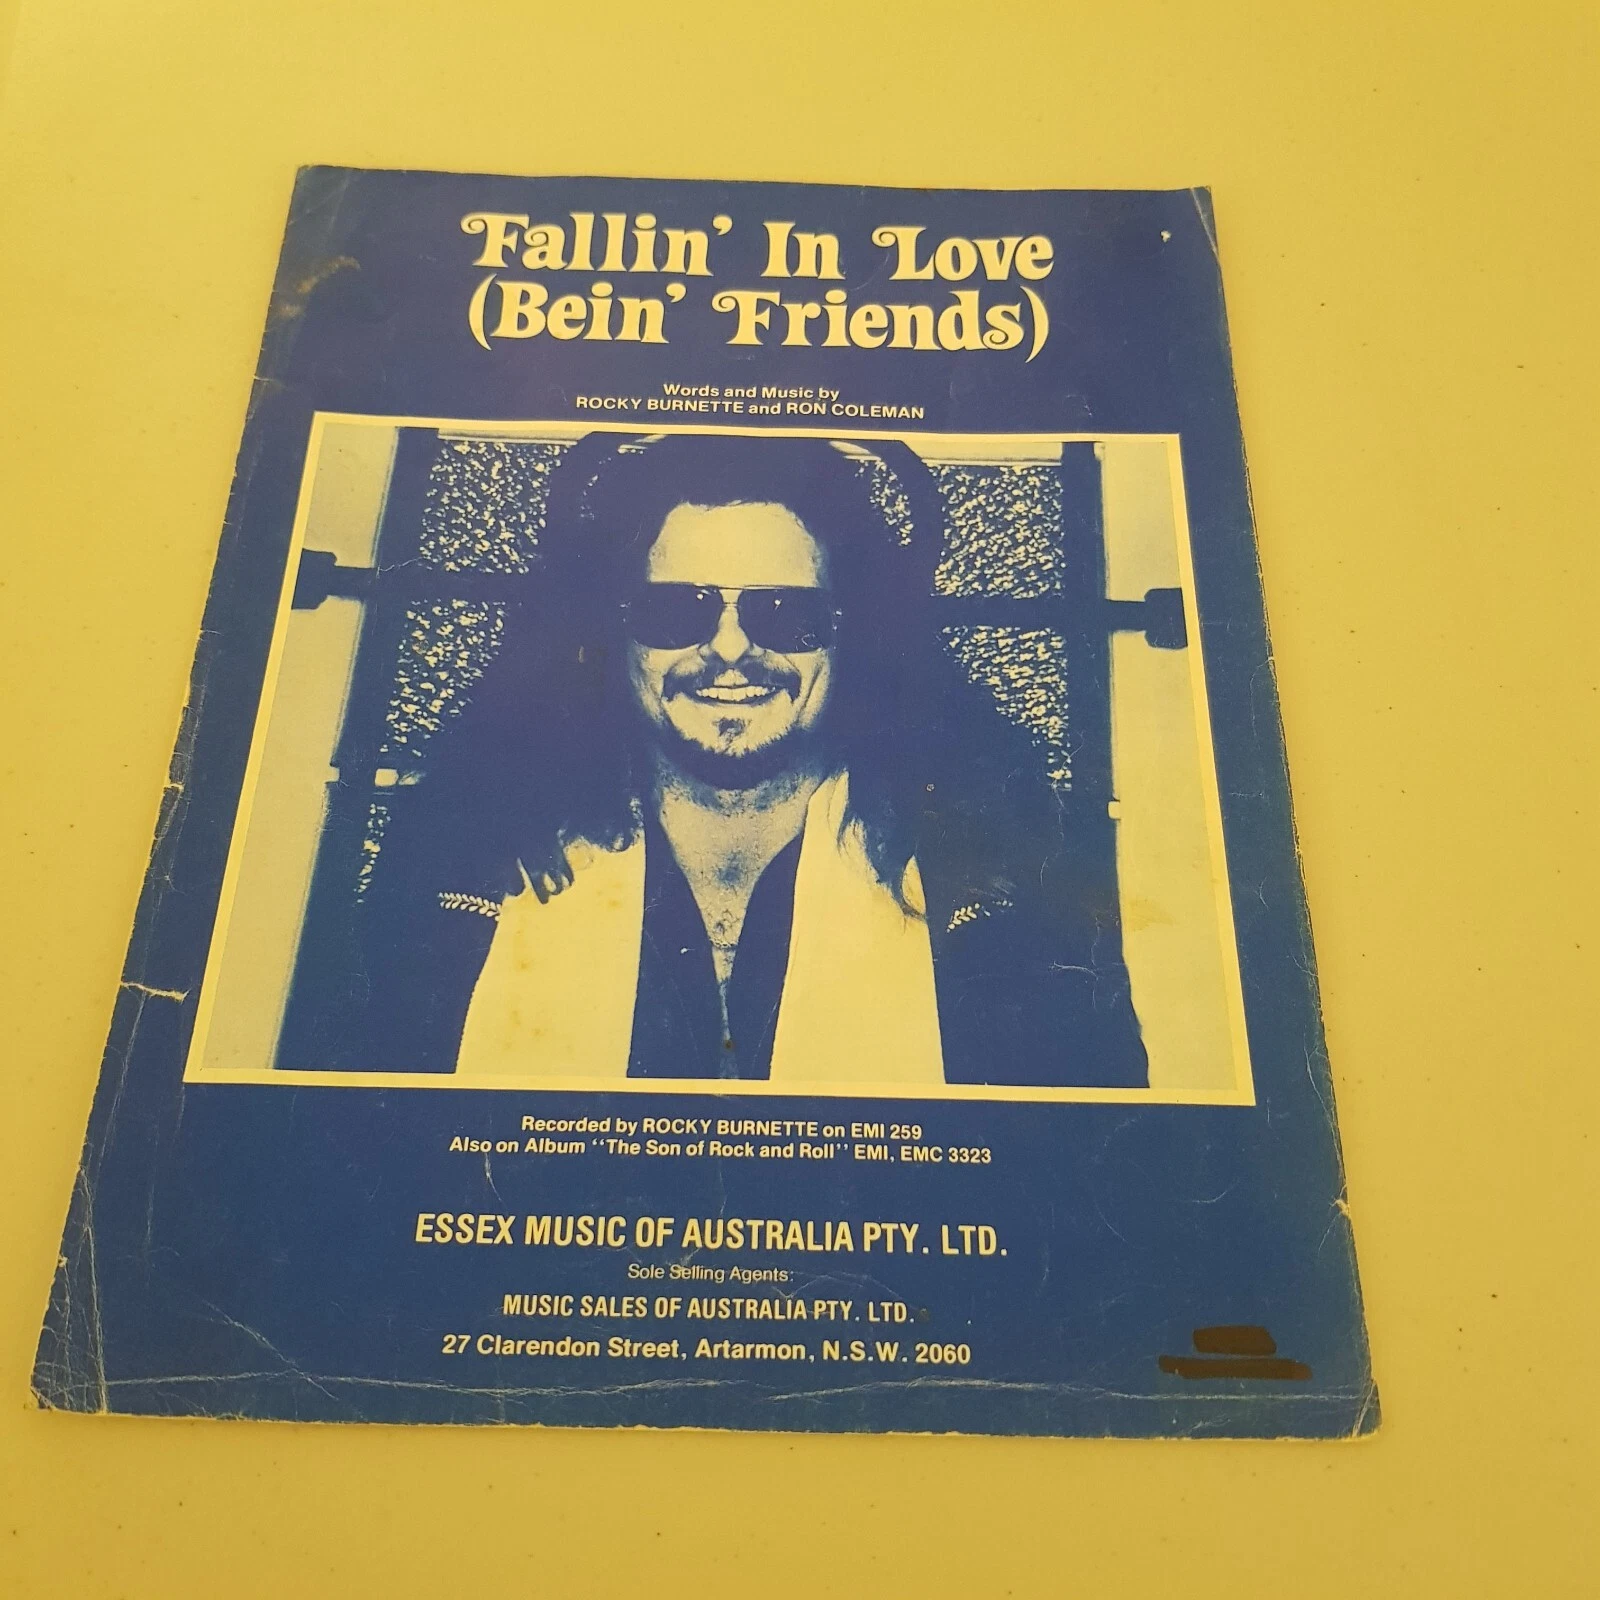 Fallin' In Love
(Bein' Friends)
Words and Music by
ROCKY BURNETTE and RON COLEMAN
Recorded by ROCKY BURNETTE on EMI 259
Also on Album "The Son of Rock and Roll" EMI, EMC 3323
ESSEX MUSIC OF AUSTRALIA PTY. LTD.
Sole Selling Agents:
MUSIC SALES OF AUSTRALIA PTY. LTD.
27 Clarendon Street, Artarmon, N.S.W. 2060